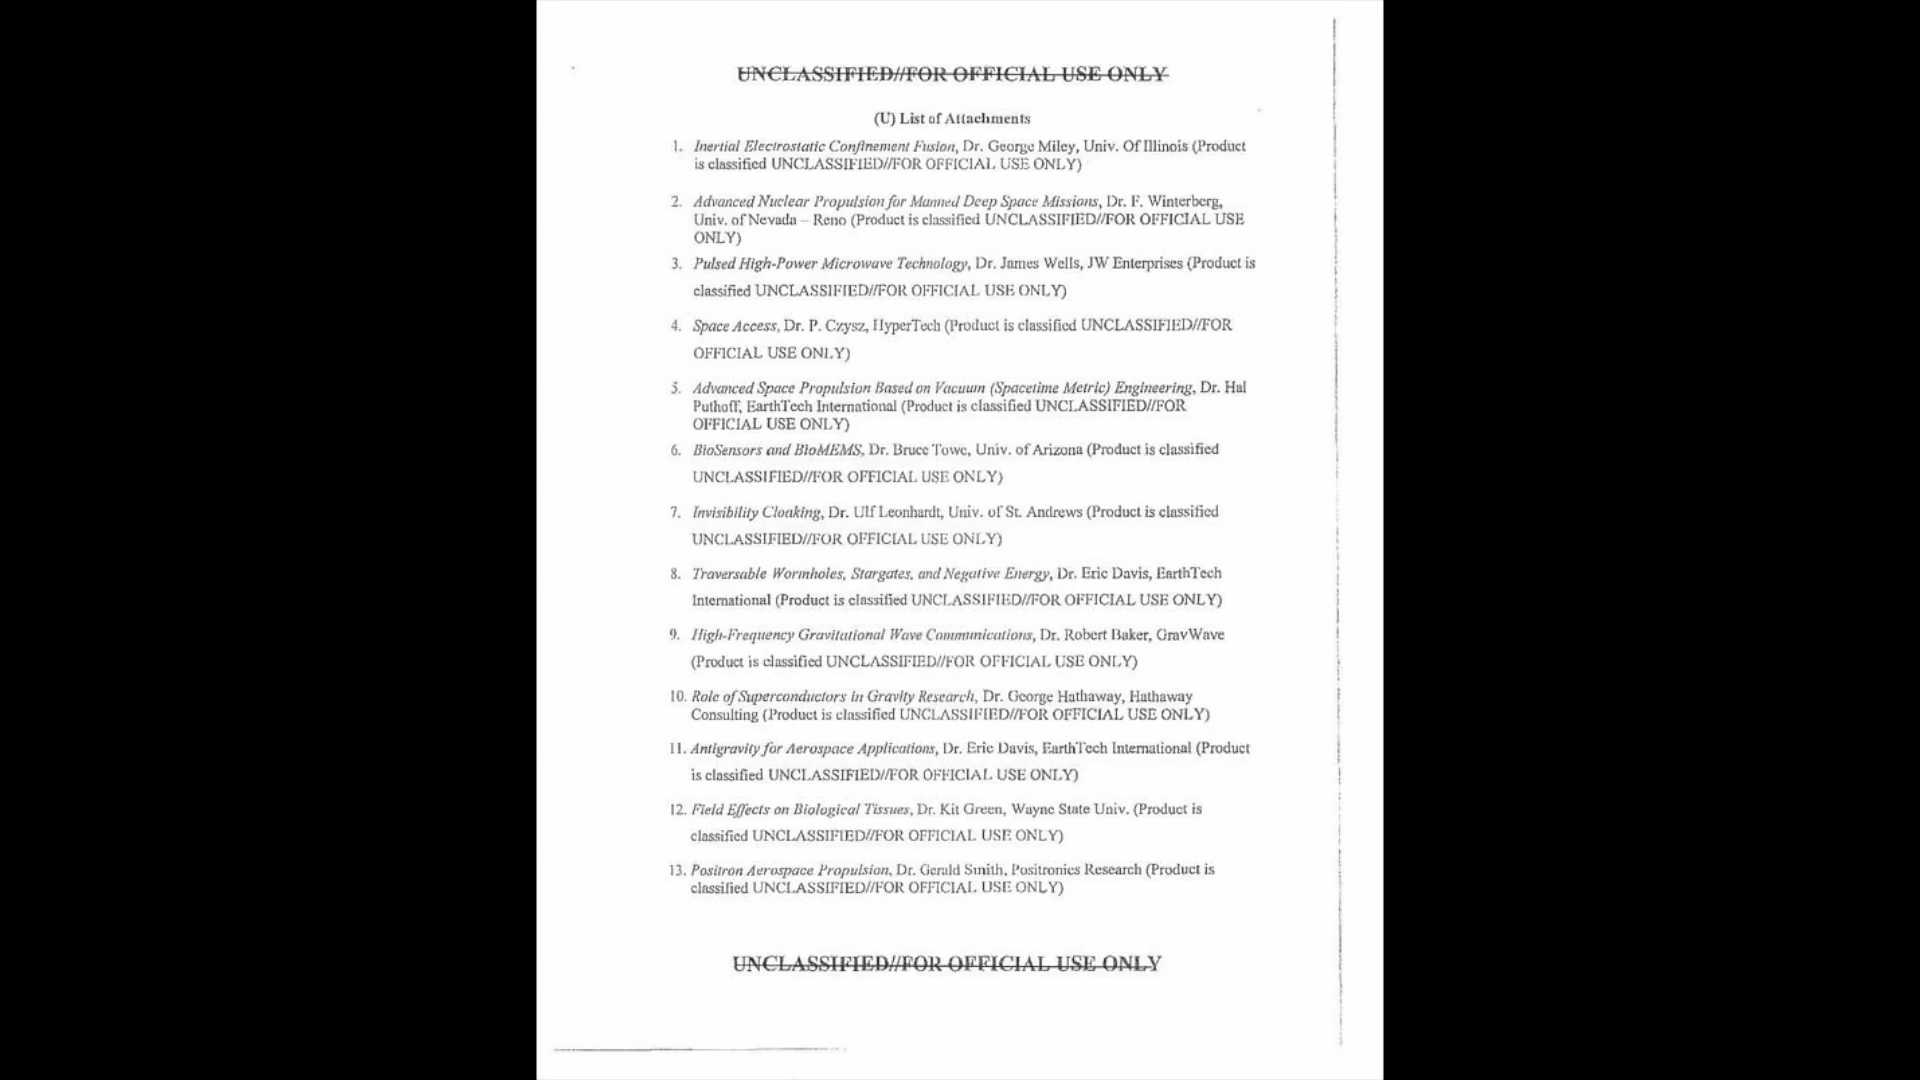 UNCLASSIFIED//FOR OFFICIAL USE ONLY
(U) List of Attachments
1. Inertial Electrostatic Confinement Fusion, Dr. George Miley, Univ. Of Illinois (Product
is classified UNCLASSIFIED//FOR OFFICIAL USE ONLY)
2. Advanced Nuclear Propulsion for Manned Deep Space Missions, Dr. F. Winterberg,
Univ. of Nevada – Reno (Product is classified UNCLASSIFIED//FOR OFFICIAL USE
ONLY)
3. Pulsed High-Power Microwave Technology, Dr. James Wells, JW Enterprises (Product is
classified UNCLASSIFIED//FOR OFFICIAL USE ONLY)
4. Space Access, Dr. P. Czysz, HyperTech (Product is classified UNCLASSIFIED//FOR
OFFICIAL USE ONLY)
5. Advanced Space Propulsion Based on Vacuum (Spacetime Metric) Engineering, Dr. Hal
Puthoff, EarthTech International (Product is classified UNCLASSIFIED//FOR
OFFICIAL USE ONLY)
6. BioSensors and BioMEMS, Dr. Bruce Towe, Univ. of Arizona (Product is classified
UNCLASSIFIED//FOR OFFICIAL USE ONLY)
7. Invisibility Cloaking, Dr. Ulf Leonhardt, Univ. of St. Andrews (Product is classified
UNCLASSIFIED//FOR OFFICIAL USE ONLY)
8. Traversable Wormholes, Stargates, and Negative Energy, Dr. Eric Davis, EarthTech
International (Product is classified UNCLASSIFIED//FOR OFFICIAL USE ONLY)
9. High-Frequency Gravitational Wave Communications, Dr. Robert Baker, GravWave
(Product is classified UNCLASSIFIED//FOR OFFICIAL USE ONLY)
10. Role of Superconductors in Gravity Research, Dr. George Hathaway, Hathaway
Consulting (Product is classified UNCLASSIFIED//FOR OFFICIAL USE ONLY)
11. Antigravity for Aerospace Applications, Dr. Eric Davis, EarthTech International (Product
is classified UNCLASSIFIED//FOR OFFICIAL USE ONLY)
12. Field Effects on Biological Tissues, Dr. Kit Green, Wayne State Univ. (Product is
classified UNCLASSIFIED//FOR OFFICIAL USE ONLY)
13. Positron Aerospace Propulsion, Dr. Gerald Smith, Positronics Research (Product is
classified UNCLASSIFIED//FOR OFFICIAL USE ONLY)
UNCLASSIFIED//FOR OFFICIAL USE ONLY